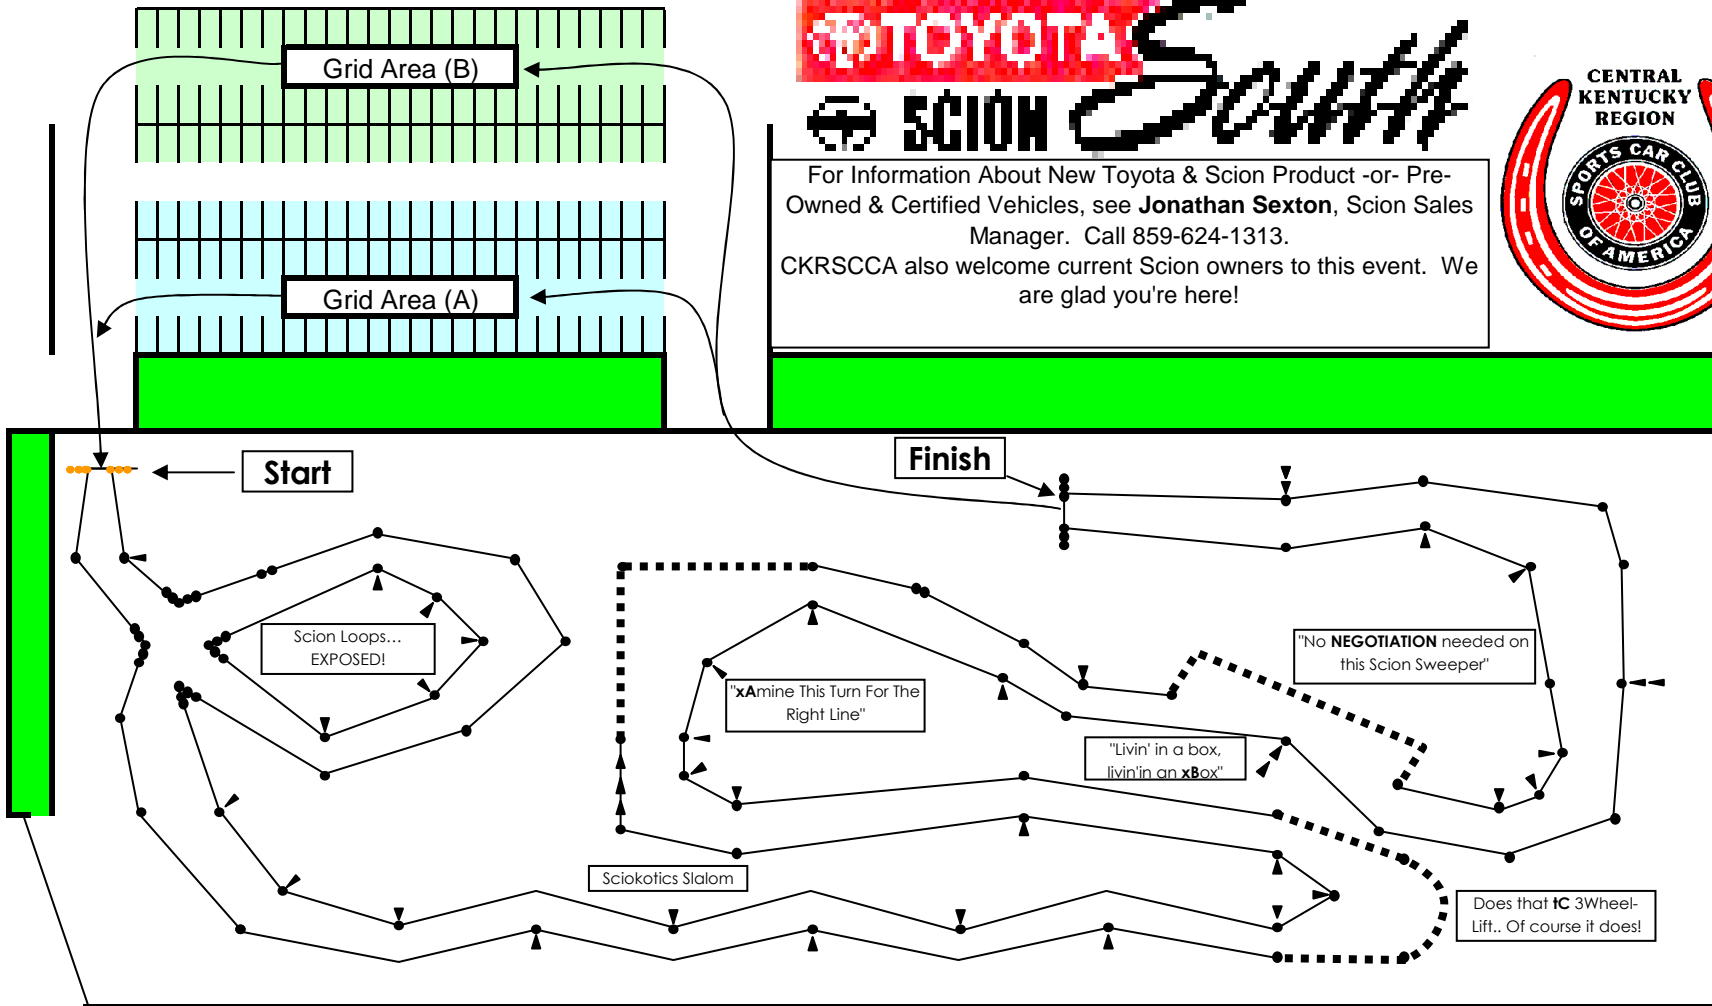 Grid Area (B)
TOYOTA
SCION South
CENTRAL
KENTUCKY
REGION
SPORTS CAR CLUB
OF AMERICA
For Information About New Toyota & Scion Product -or- Pre-
Owned & Certified Vehicles, see Jonathan Sexton, Scion Sales
Manager.  Call 859-624-1313.
CKRSCCA also welcome current Scion owners to this event.  We
are glad you're here!
Grid Area (A)
Start
Finish
Scion Loops...
EXPOSED!
"No NEGOTIATION needed on
this Scion Sweeper"
"xAmine This Turn For The
Right Line"
"Livin' in a box,
livin'in an xBox"
Sciokotics Slalom
Does that tC 3Wheel-
Lift.. Of course it does!